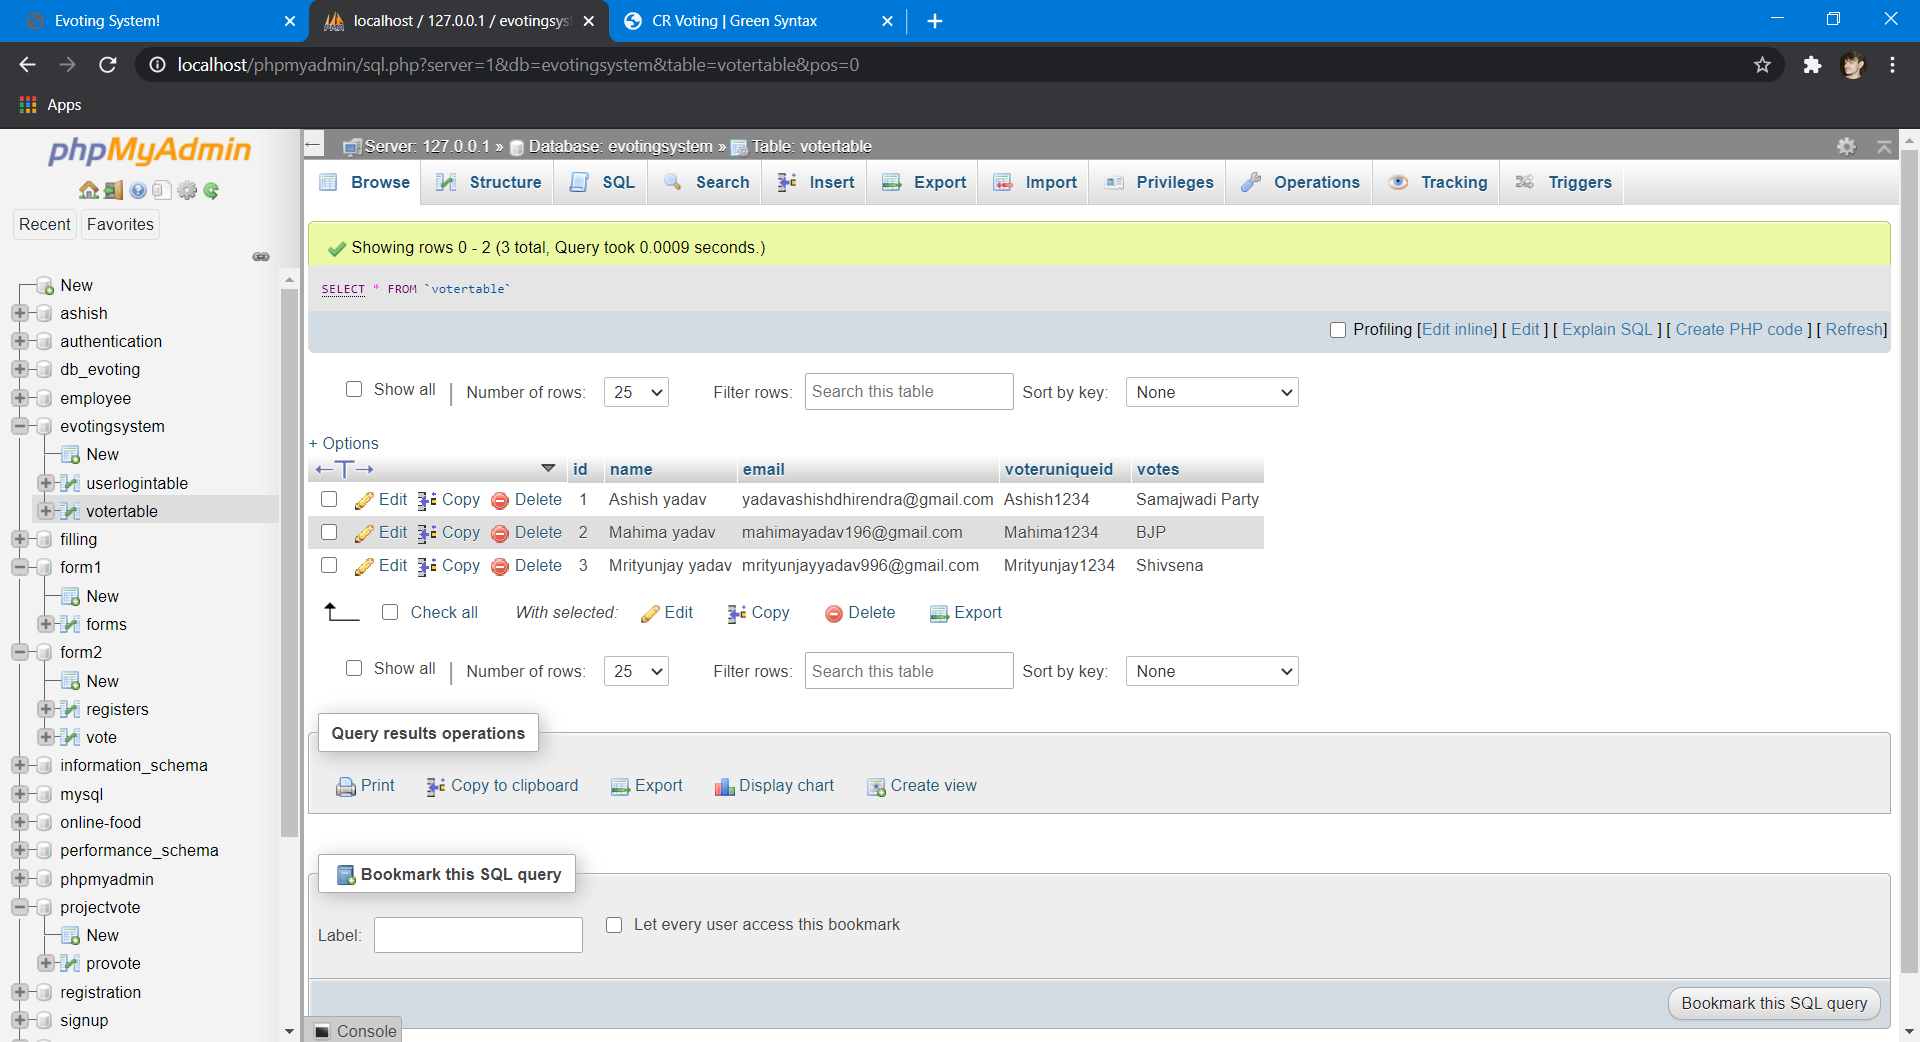 Evoting System!
localhost / 127.0.0.1 / evotingsyst
CR Voting | Green Syntax
localhost/phpmyadmin/sql.php?server=1&db=evotingsystem&table=votertable&pos=0
Apps
phpMyAdmin
Recent Favorites
New
ashish
authentication
db_evoting
employee
evotingsystem
New
userlogintable
votertable
filling
form1
New
forms
form2
New
registers
vote
information_schema
mysql
online-food
performance_schema
phpmyadmin
projectvote
New
provote
registration
signup
Server: 127.0.0.1 » Database: evotingsystem » Table: votertable
Browse Structure SQL Search Insert Export Import Privileges Operations Tracking Triggers
Showing rows 0 - 2 (3 total, Query took 0.0009 seconds.)
SELECT * FROM `votertable`
Profiling [Edit inline] [ Edit ] [ Explain SQL ] [ Create PHP code ] [ Refresh]
Show all | Number of rows: 25 Filter rows: Search this table Sort by key: None
+ Options
←T→ id name email voteruniqueid votes
Edit Copy Delete 1 Ashish yadav yadavashishdhirendra@gmail.com Ashish1234 Samajwadi Party
Edit Copy Delete 2 Mahima yadav mahimayadav196@gmail.com Mahima1234 BJP
Edit Copy Delete 3 Mrityunjay yadav mrityunjayyadav996@gmail.com Mrityunjay1234 Shivsena
Check all With selected: Edit Copy Delete Export
Show all | Number of rows: 25 Filter rows: Search this table Sort by key: None
Query results operations
Print Copy to clipboard Export Display chart Create view
Bookmark this SQL query
Label: Let every user access this bookmark
Bookmark this SQL query
Console